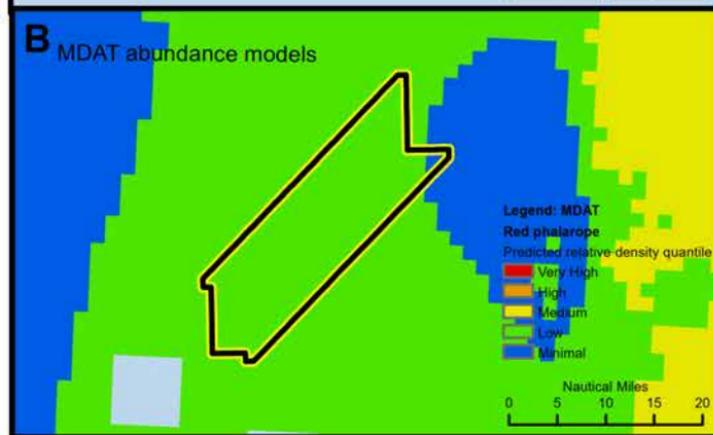 B MDAT abundance models
Legend: MDAT
Red phalarope
Predicted relative density quantile
Very High
High
Medium
Low
Minimal
Nautical Miles
0 5 10 15 20